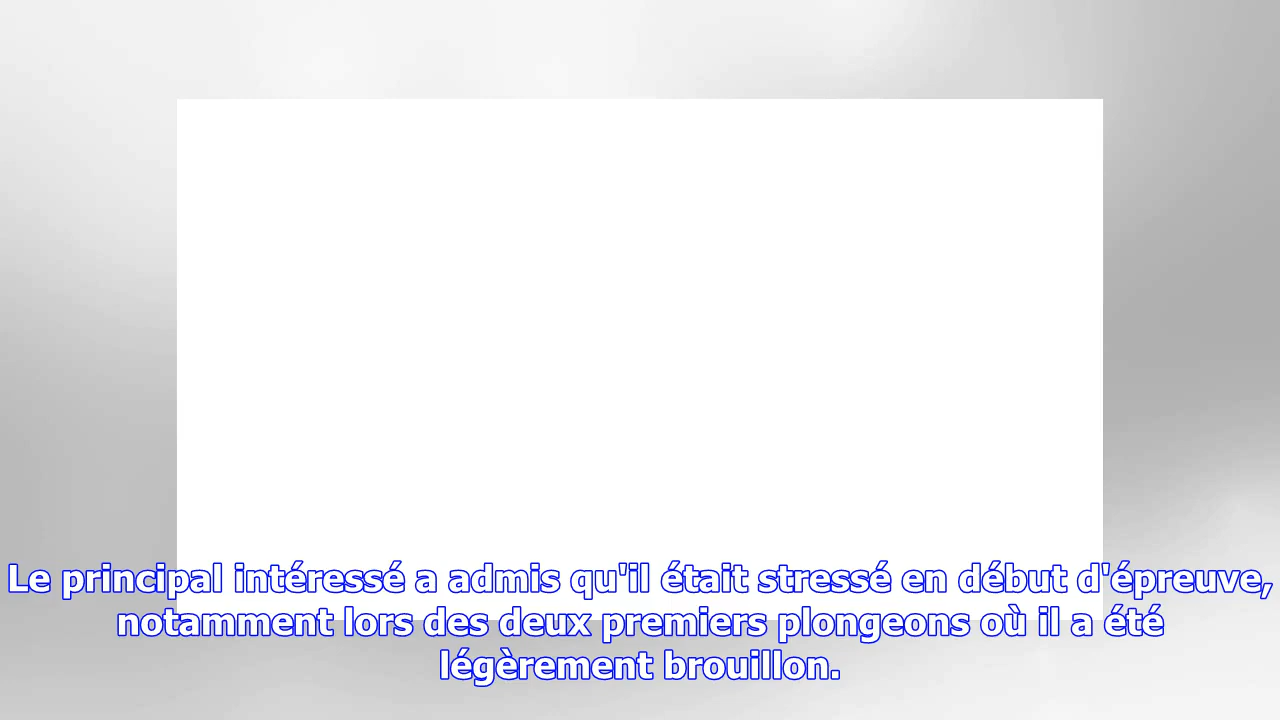 Le principal intéressé a admis qu'il était stressé en début d'épreuve,
notamment lors des deux premiers plongeons où il a été
légèrement brouillon.